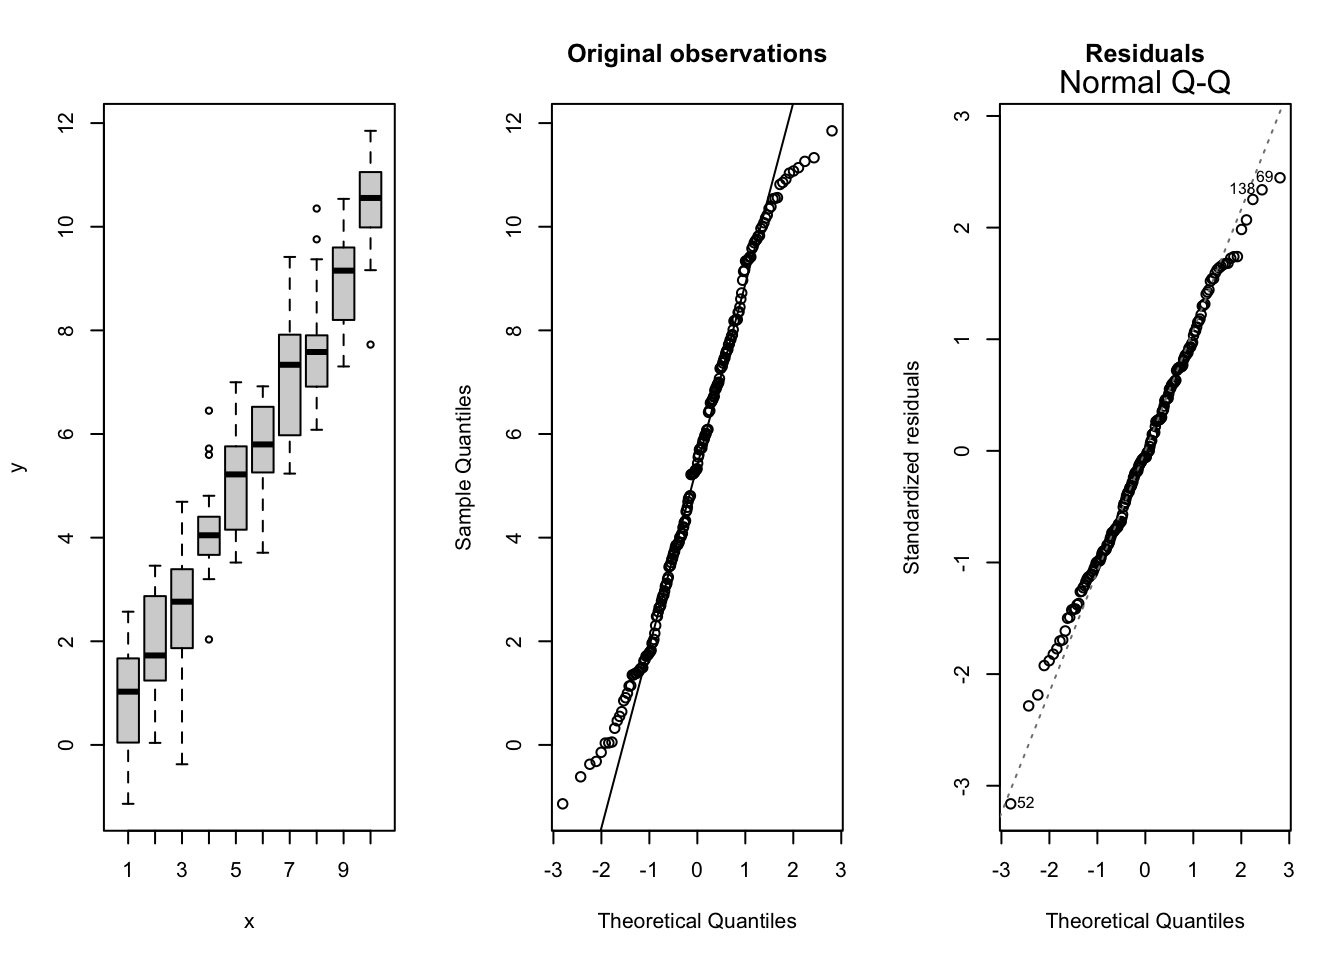 Original observations
Residuals
Normal Q-Q
y
12
10
8
6
4
2
0
1 3 5 7 9
x
Sample Quantiles
12
10
8
6
4
2
0
-3 -2 -1 0 1 2 3
Theoretical Quantiles
Standardized residuals
3
2
1
0
-1
-2
-3
69
138
52
-3 -2 -1 0 1 2 3
Theoretical Quantiles